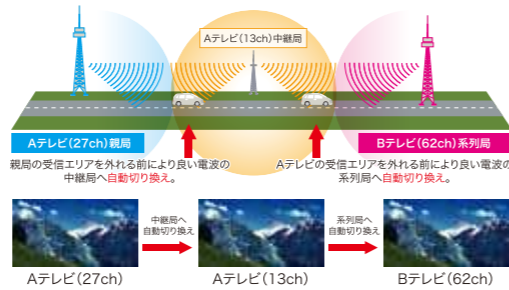 Aテレビ(13ch)中継局
Aテレビ(27ch)親局
Bテレビ(62ch)系列局
親局の受信エリアを外れる前により良い電波の
中継局へ自動切り換え。
Aテレビの受信エリアを外れる前により良い電波の
系列局へ自動切り換え。
中継局へ
自動切り換え
系列局へ
自動切り換え
Aテレビ(27ch)
Aテレビ(13ch)
Bテレビ(62ch)